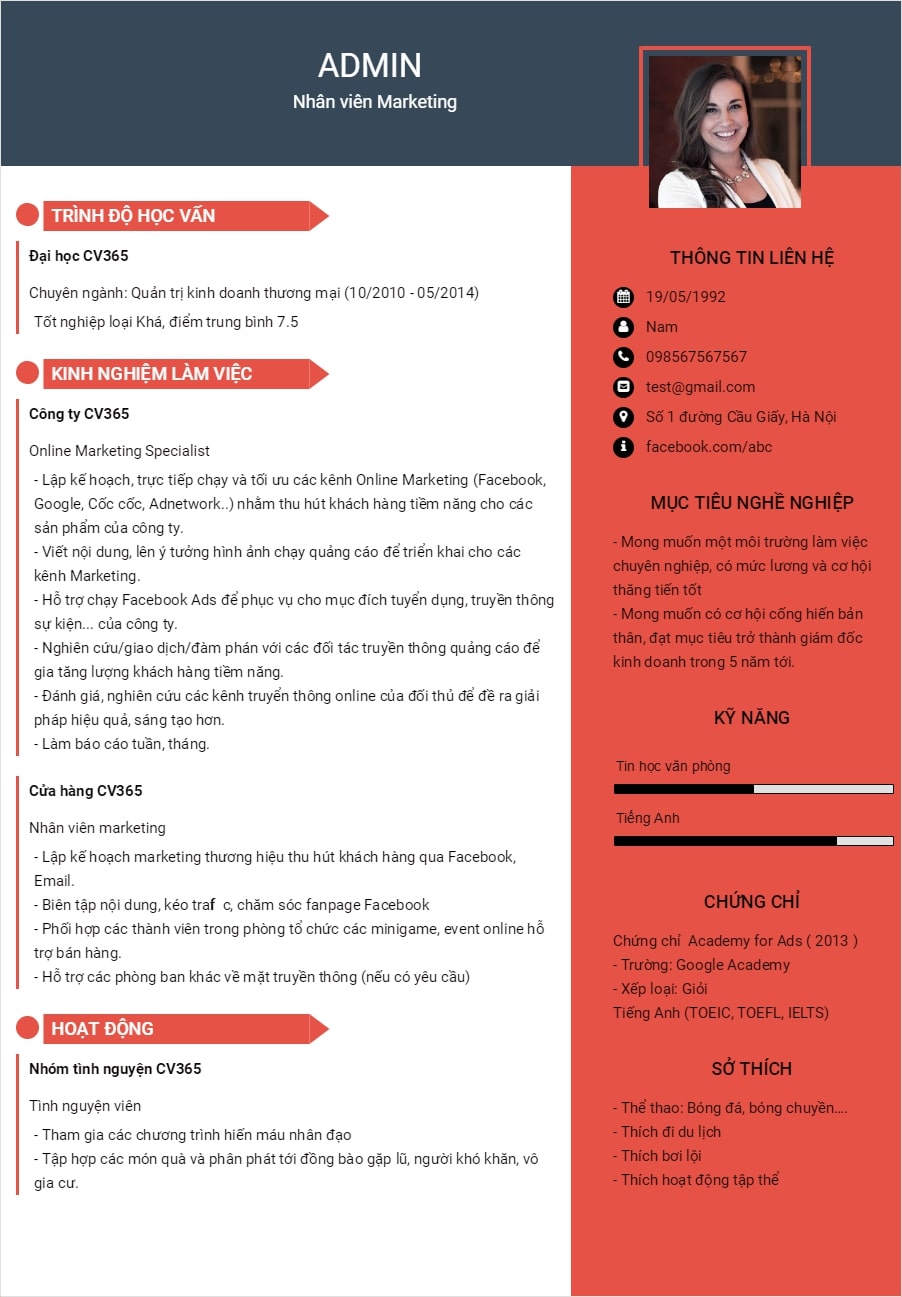 ADMIN
Nhân viên Marketing
TRÌNH ĐỘ HỌC VẤN
Đại học CV365
Chuyên ngành: Quản trị kinh doanh thương mại (10/2010 - 05/2014)
Tốt nghiệp loại Khá, điểm trung bình 7.5
KINH NGHIỆM LÀM VIỆC
Công ty CV365
Online Marketing Specialist
- Lập kế hoạch, trực tiếp chạy và tối ưu các kênh Online Marketing (Facebook,
Google, Cốc cốc, Adnetwork..) nhằm thu hút khách hàng tiềm năng cho các
sản phẩm của công ty.
- Viết nội dung, lên ý tưởng hình ảnh chạy quảng cáo để triển khai cho các
kênh Marketing.
- Hỗ trợ chạy Facebook Ads để phục vụ cho mục đích tuyển dụng, truyền thông
sự kiện... của công ty.
- Nghiên cứu/giao dịch/đàm phán với các đối tác truyền thông quảng cáo để
gia tăng lượng khách hàng tiềm năng.
- Đánh giá, nghiên cứu các kênh truyển thông online của đối thủ để đề ra giải
pháp hiệu quả, sáng tạo hơn.
- Làm báo cáo tuần, tháng.
Cửa hàng CV365
Nhân viên marketing
- Lập kế hoạch marketing thương hiệu thu hút khách hàng qua Facebook,
Email.
- Biên tập nội dung, kéo traf c, chăm sóc fanpage Facebook
- Phối hợp các thành viên trong phòng tổ chức các minigame, event online hỗ
trợ bán hàng.
- Hỗ trợ các phòng ban khác về mặt truyền thông (nếu có yêu cầu)
HOẠT ĐỘNG
Nhóm tình nguyện CV365
Tình nguyện viên
- Tham gia các chương trình hiến máu nhân đạo
- Tập hợp các món quà và phân phát tới đồng bào gặp lũ, người khó khăn, vô
gia cư.
THÔNG TIN LIÊN HỆ
19/05/1992
Nam
098567567567
test@gmail.com
Số 1 đường Cầu Giấy, Hà Nội
facebook.com/abc
MỤC TIÊU NGHỀ NGHIỆP
- Mong muốn một môi trường làm việc
chuyên nghiệp, có mức lương và cơ hội
thăng tiến tốt
- Mong muốn có cơ hội cống hiến bản
thân, đạt mục tiêu trở thành giám đốc
kinh doanh trong 5 năm tới.
KỸ NĂNG
Tin học văn phòng
Tiếng Anh
CHỨNG CHỈ
Chứng chỉ Academy for Ads ( 2013 )
- Trường: Google Academy
- Xếp loại: Giỏi
Tiếng Anh (TOEIC, TOEFL, IELTS)
SỞ THÍCH
- Thể thao: Bóng đá, bóng chuyền....
- Thích đi du lịch
- Thích bơi lội
- Thích hoạt động tập thể